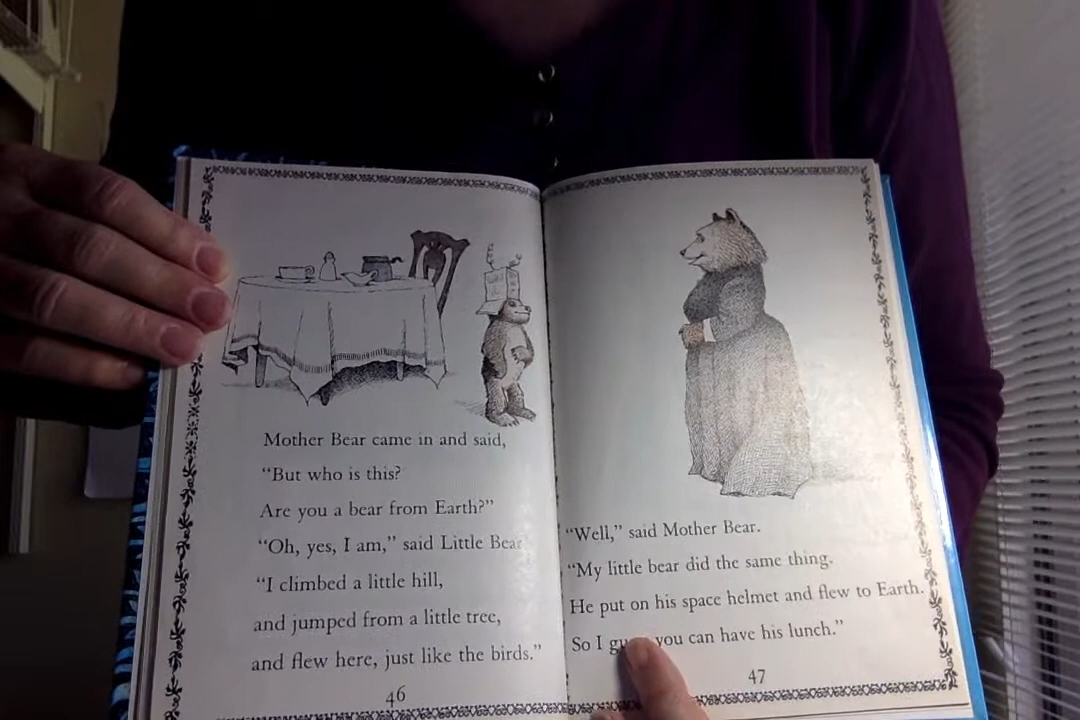 Mother Bear came in and said,
“But who is this?
Are you a bear from Earth?”
“Oh, yes, I am,” said Little Bear
“I climbed a little hill,
and jumped from a little tree,
and flew here, just like the birds.”
46
“Well,” said Mother Bear.
“My little bear did the same thing.
He put on his space helmet and flew to Earth.
So I you can have his lunch.”
47